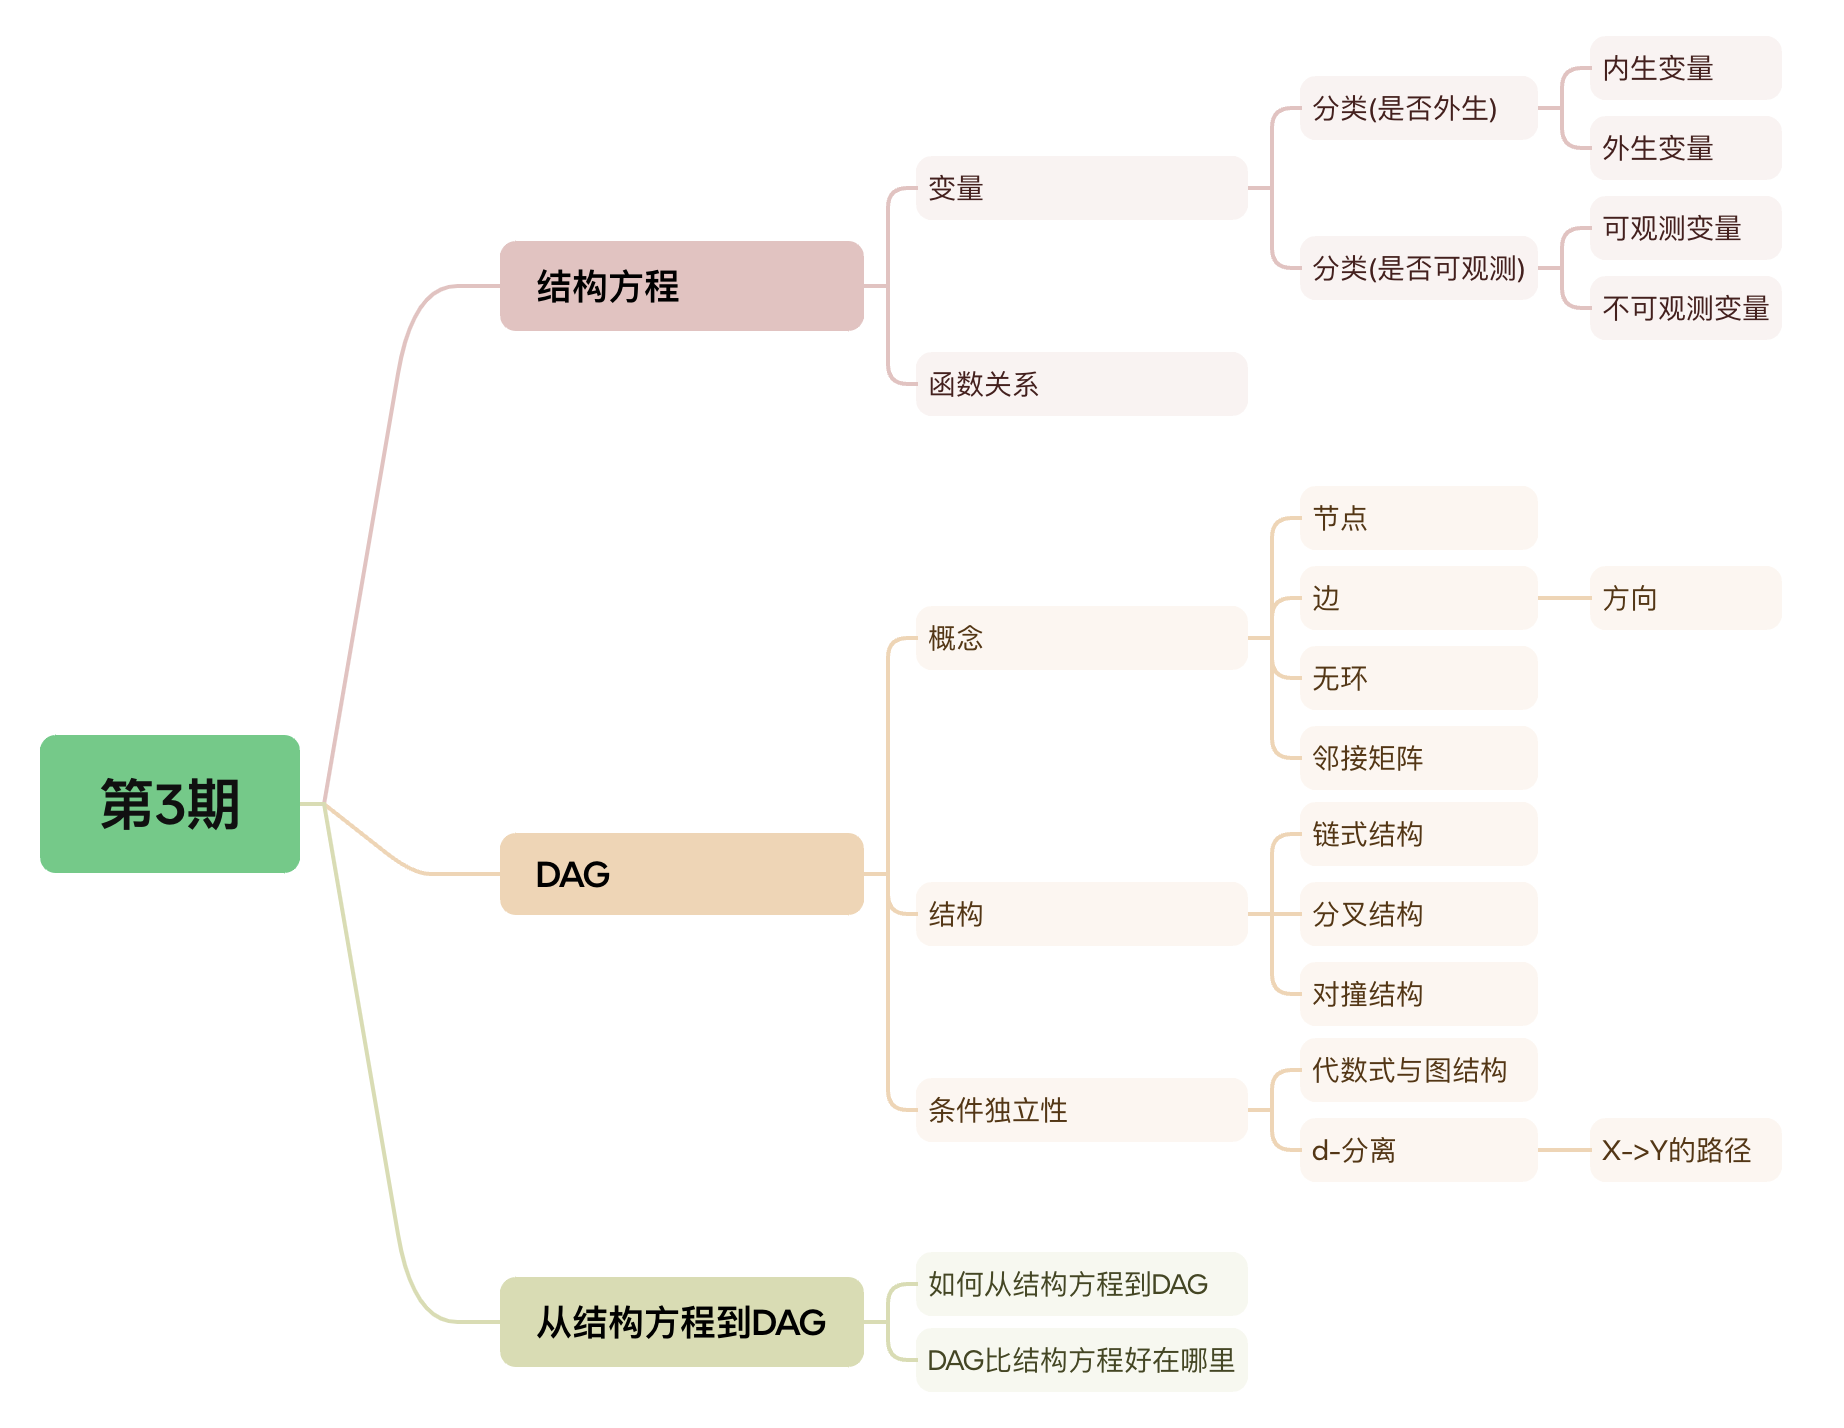 第3期
结构方程
变量
分类(是否外生)
内生变量
外生变量
分类(是否可观测)
可观测变量
不可观测变量
函数关系
DAG
概念
节点
边
方向
无环
邻接矩阵
结构
链式结构
分叉结构
对撞结构
条件独立性
代数式与图结构
d-分离
X->Y的路径
从结构方程到DAG
如何从结构方程到DAG
DAG比结构方程好在哪里